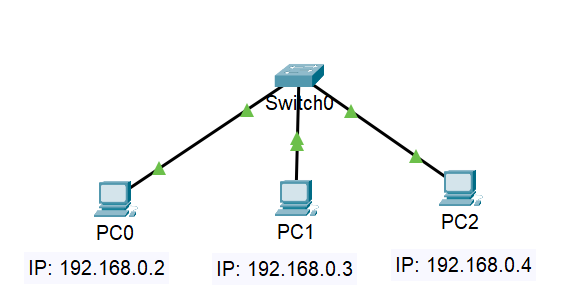 Switch0
PC0
PC1
PC2
IP: 192.168.0.2
IP: 192.168.0.3
IP: 192.168.0.4